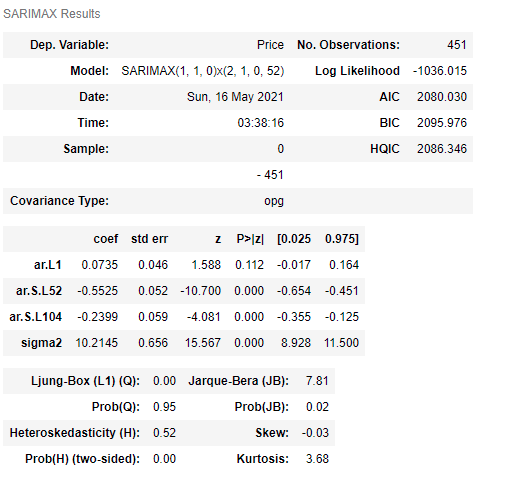 SARIMAX Results
Dep. Variable: Price No. Observations: 451
Model: SARIMAX(1, 1, 0)x(2, 1, 0, 52) Log Likelihood -1036.015
Date: Sun, 16 May 2021 AIC 2080.030
Time: 03:38:16 BIC 2095.976
Sample: 0 HQIC 2086.346
- 451
Covariance Type: opg
coef std err z P>|z| [0.025 0.975]
ar.L1 0.0735 0.046 1.588 0.112 -0.017 0.164
ar.S.L52 -0.5525 0.052 -10.700 0.000 -0.654 -0.451
ar.S.L104 -0.2399 0.059 -4.081 0.000 -0.355 -0.125
sigma2 10.2145 0.656 15.567 0.000 8.928 11.500
Ljung-Box (L1) (Q): 0.00 Jarque-Bera (JB): 7.81
Prob(Q): 0.95 Prob(JB): 0.02
Heteroskedasticity (H): 0.52 Skew: -0.03
Prob(H) (two-sided): 0.00 Kurtosis: 3.68